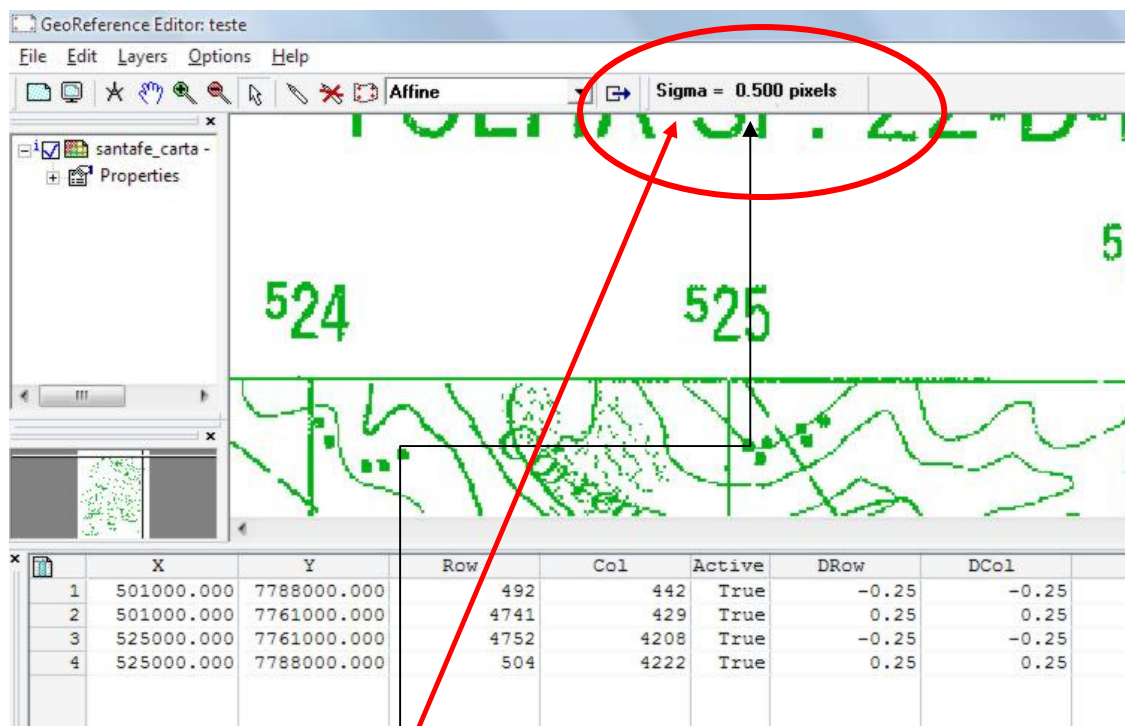 GeoReference Editor: teste
File Edit Layers Options Help
Affine Sigma = 0.500 pixels
santafe_carta -
Properties
524 525 5
X Y Row Col Active DRow DCol
1 501000.000 7788000.000 492 442 True -0.25 -0.25
2 501000.000 7761000.000 4741 429 True 0.25 0.25
3 525000.000 7761000.000 4752 4208 True -0.25 -0.25
4 525000.000 7788000.000 504 4222 True 0.25 0.25